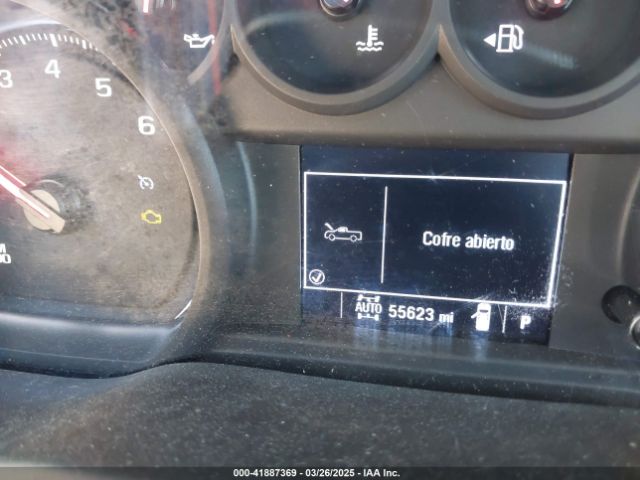 3 4 5 6
Cofre abierto
AUTO 55623 mi P
000-41887369 • 03/26/2025 • IAA Inc.